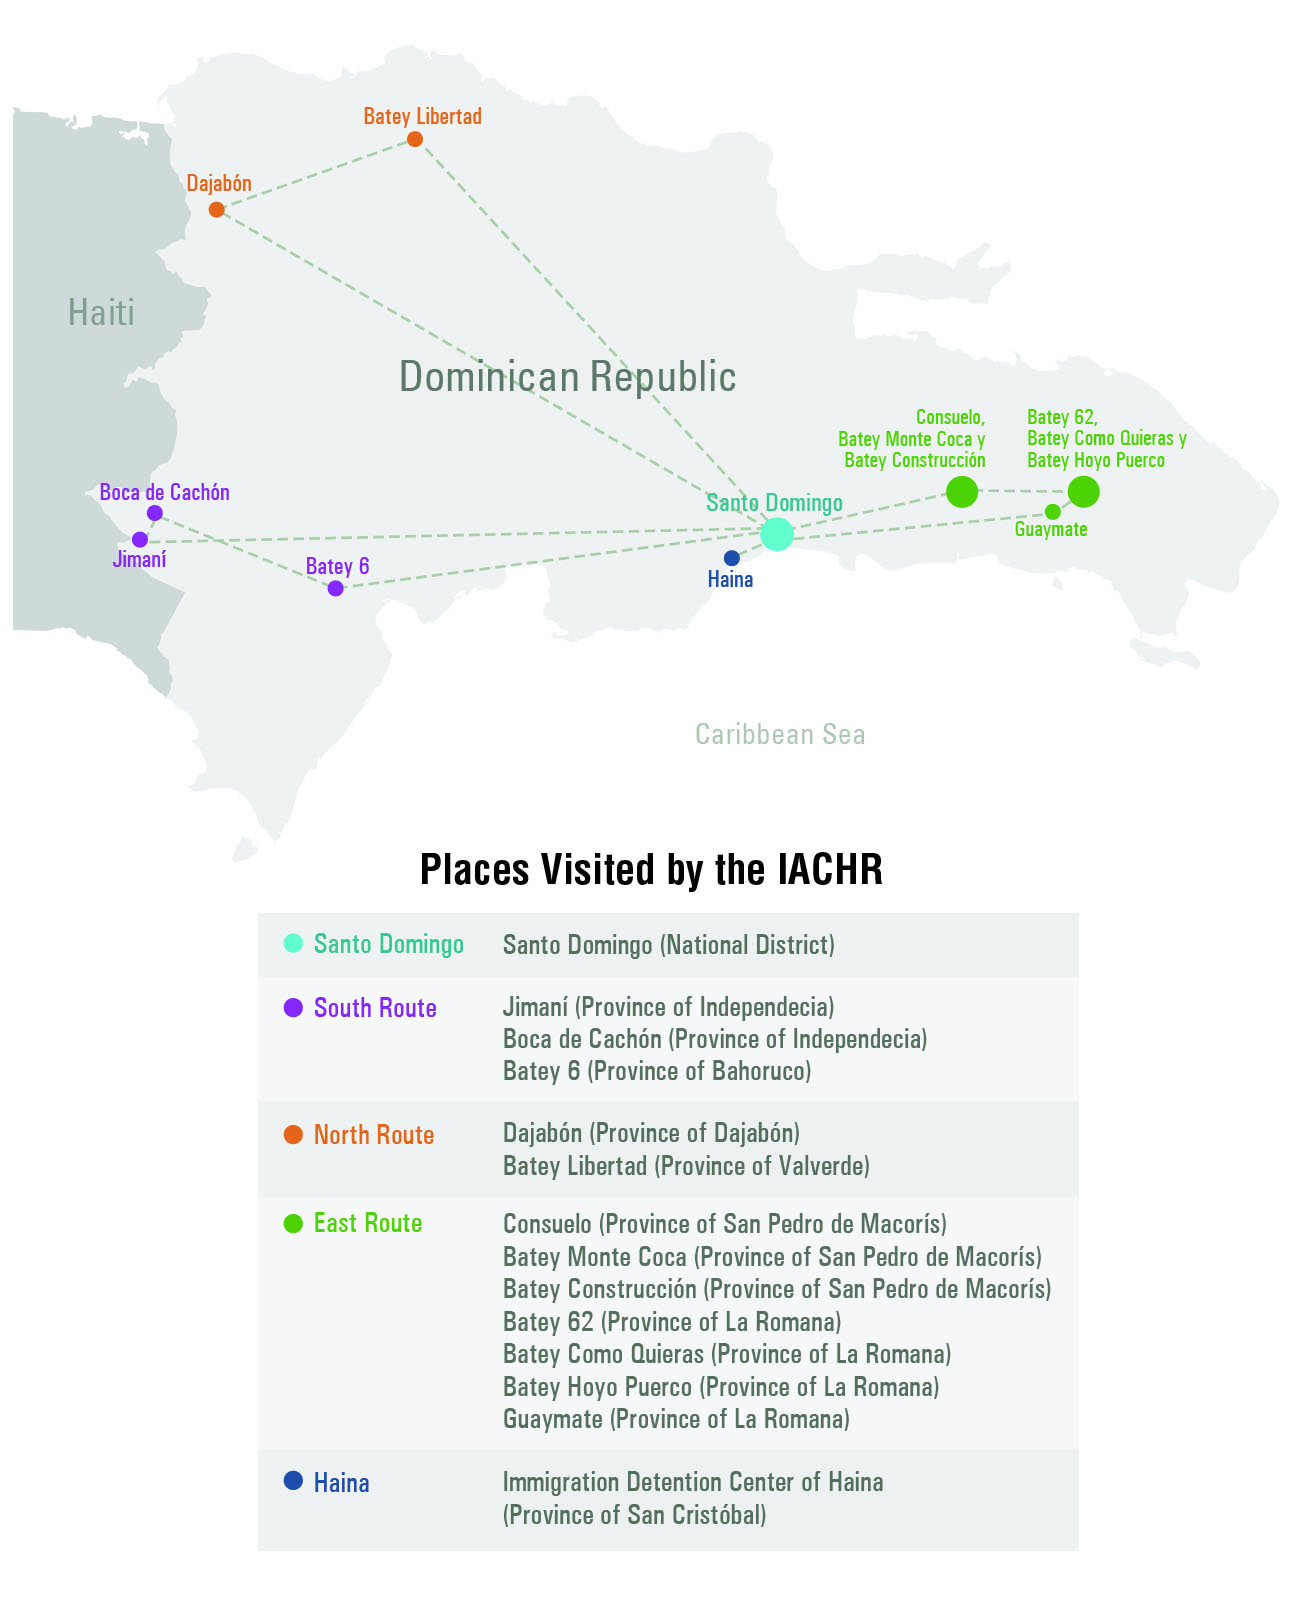 Batey Libertad
Dajabón
Haiti
Dominican Republic
Consuelo,
Batey Monte Coca y
Batey Construcción
Batey 62,
Batey Como Quieras y
Batey Hoyo Puerco
Boca de Cachón
Santo Domingo
Guaymate
Jimaní
Batey 6
Haina
Caribbean Sea
Places Visited by the IACHR
Santo Domingo
Santo Domingo (National District)
South Route
Jimaní (Province of Independecia)
Boca de Cachón (Province of Independecia)
Batey 6 (Province of Bahoruco)
North Route
Dajabón (Province of Dajabón)
Batey Libertad (Province of Valverde)
East Route
Consuelo (Province of San Pedro de Macorís)
Batey Monte Coca (Province of San Pedro de Macorís)
Batey Construcción (Province of San Pedro de Macorís)
Batey 62 (Province of La Romana)
Batey Como Quieras (Province of La Romana)
Batey Hoyo Puerco (Province of La Romana)
Guaymate (Province of La Romana)
Haina
Immigration Detention Center of Haina
(Province of San Cristóbal)